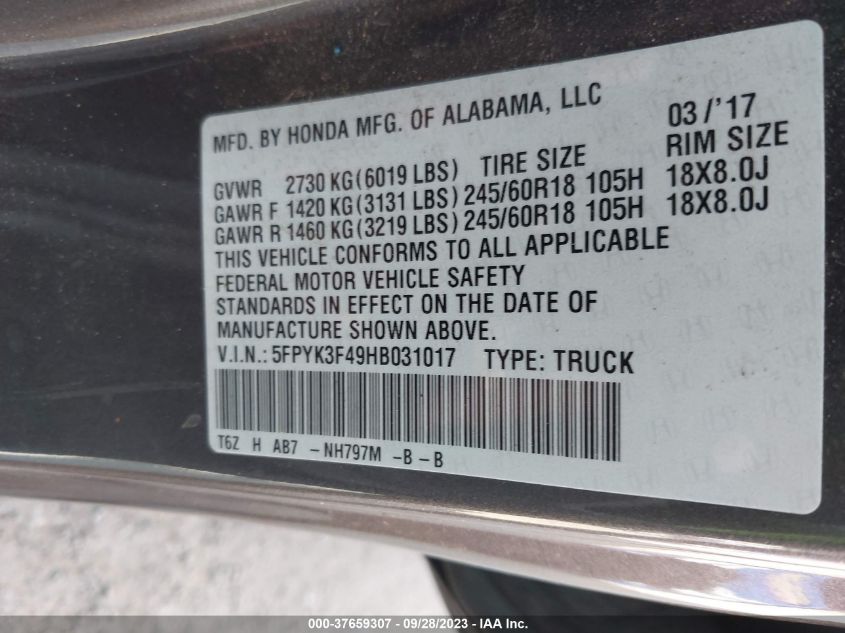 MFD. BY HONDA MFG. OF ALABAMA, LLC 03/'17
GVWR 2730 KG(6019 LBS) TIRE SIZE RIM SIZE
GAWR F 1420 KG(3131 LBS) 245/60R18 105H 18X8.0J
GAWR R 1460 KG(3219 LBS) 245/60R18 105H 18X8.0J
THIS VEHICLE CONFORMS TO ALL APPLICABLE
FEDERAL MOTOR VEHICLE SAFETY
STANDARDS IN EFFECT ON THE DATE OF
MANUFACTURE SHOWN ABOVE.
V.I.N.: 5FPYK3F49HB031017 TYPE: TRUCK
T6Z H AB7 -NH797M -B-B
000-37659307 / 09/28/2023 - IAA Inc.